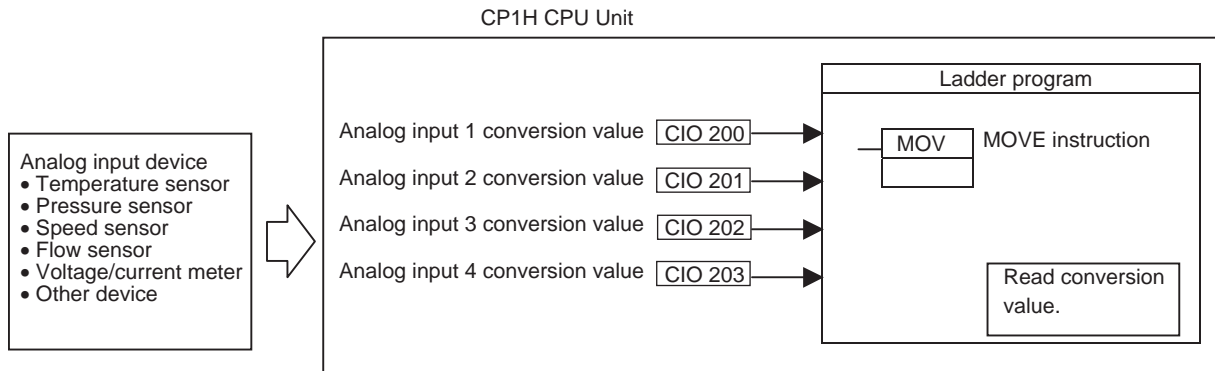 CP1H CPU Unit
Analog input device
• Temperature sensor
• Pressure sensor
• Speed sensor
• Flow sensor
• Voltage/current meter
• Other device
Analog input 1 conversion value CIO 200
Analog input 2 conversion value CIO 201
Analog input 3 conversion value CIO 202
Analog input 4 conversion value CIO 203
Ladder program
MOV MOVE instruction
Read conversion
value.